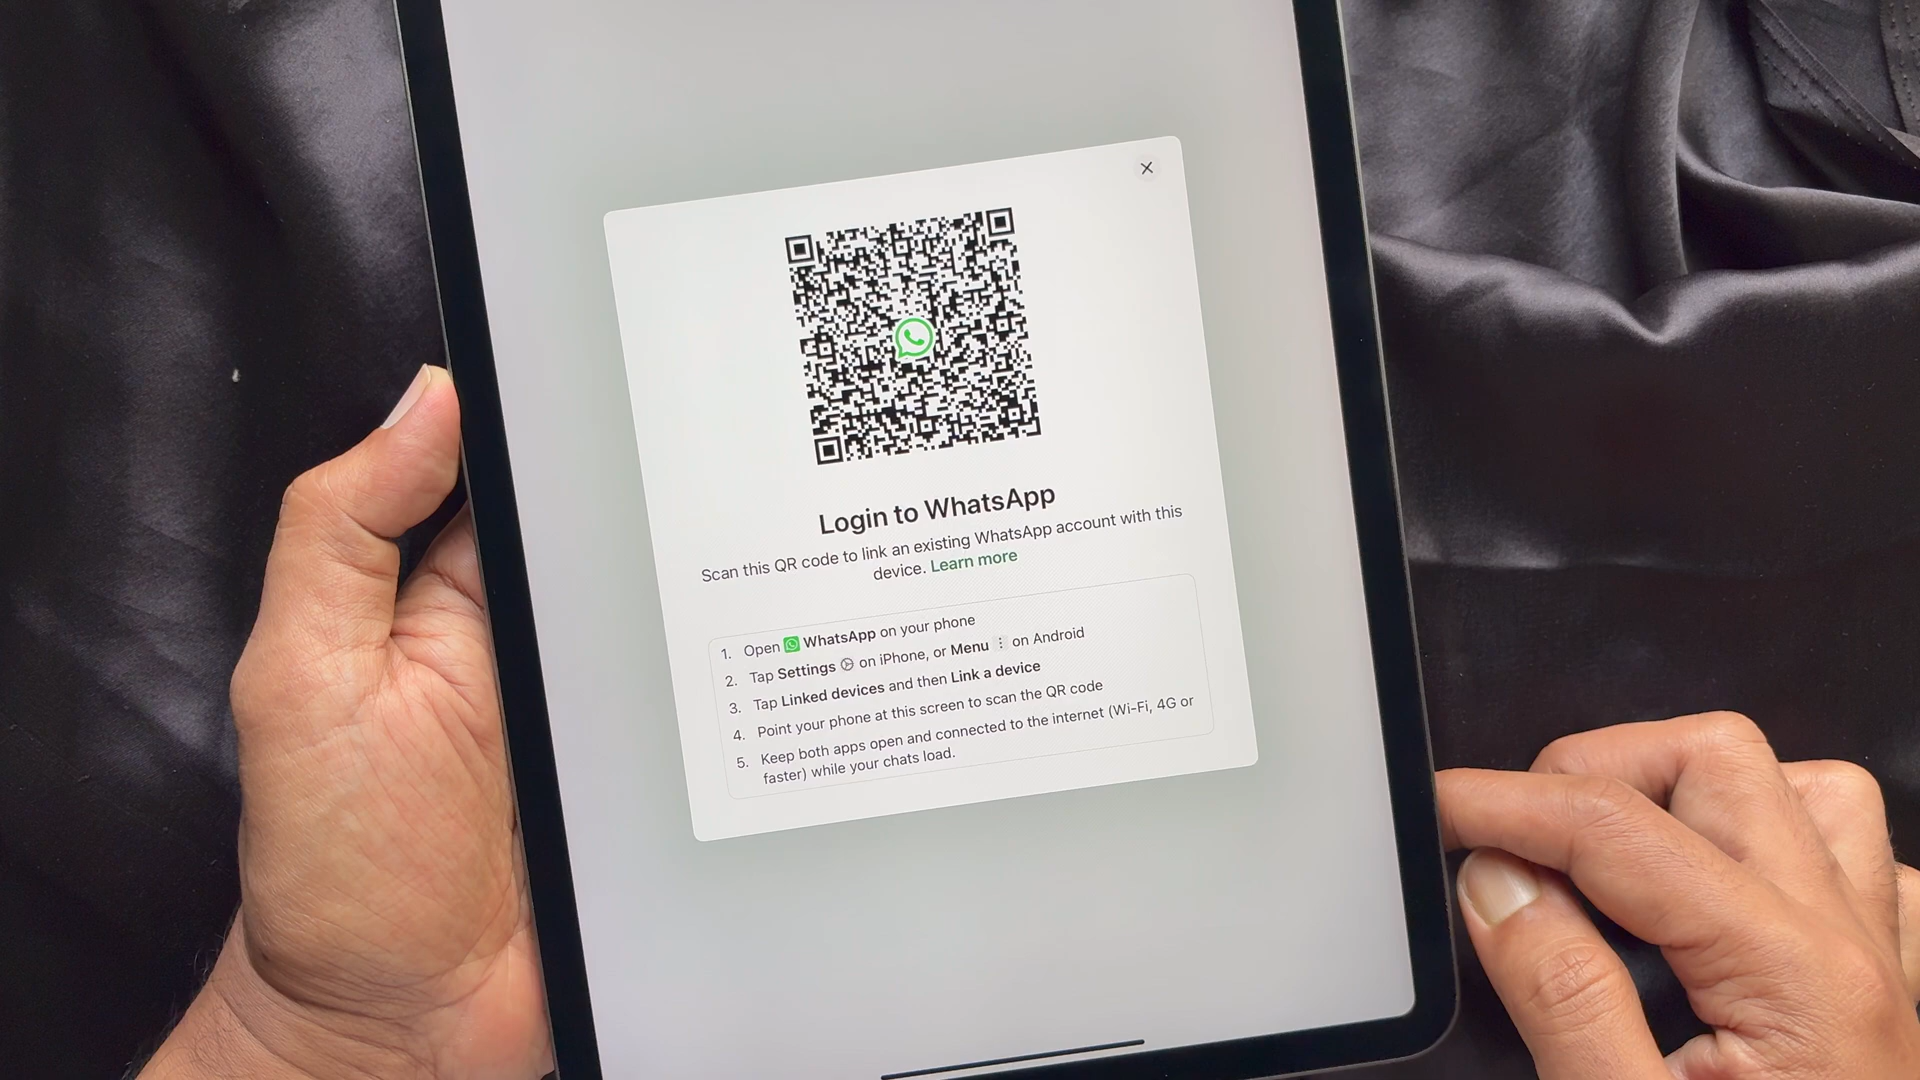 Login to WhatsApp
Scan this QR code to link an existing WhatsApp account with this
device. Learn more
1. Open WhatsApp on your phone
2. Tap Settings on iPhone, or Menu on Android
3. Tap Linked devices and then Link a device
4. Point your phone at this screen to scan the QR code
5. Keep both apps open and connected to the internet (Wi-Fi, 4G or
faster) while your chats load.